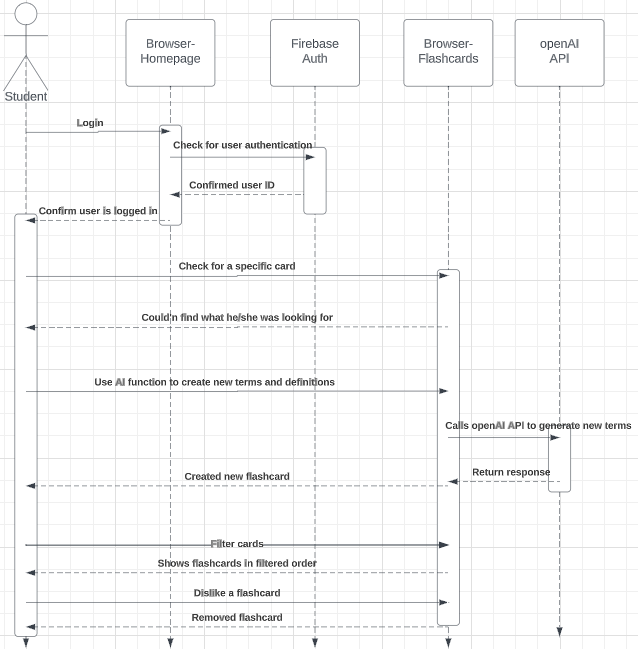 Student
Browser-
Homepage
Firebase
Auth
Browser-
Flashcards
openAI
API
Login
Check for user authentication
Confirmed user ID
Confirm user is logged in
Check for a specific card
Could'n find what he/she was looking for
Use AI function to create new terms and definitions
Calls openAI API to generate new terms
Return response
Created new flashcard
Filter cards
Shows flashcards in filtered order
Dislike a flashcard
Removed flashcard